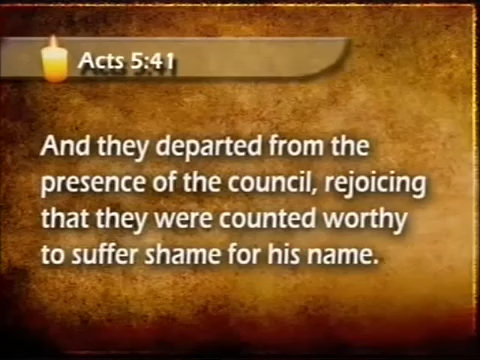 Acts 5:41
And they departed from the
presence of the council, rejoicing
that they were counted worthy
to suffer shame for his name.